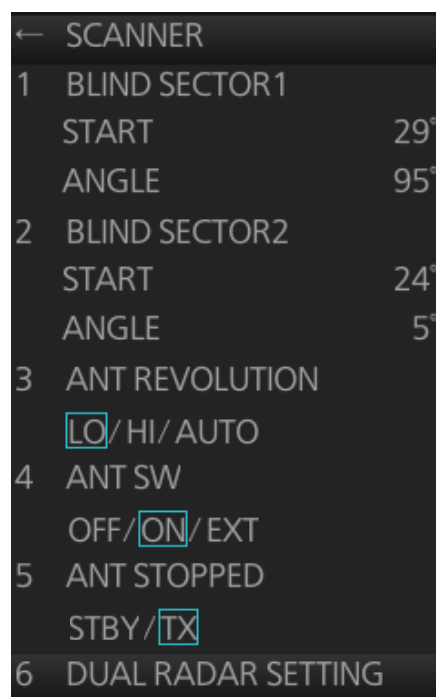 ← SCANNER
1 BLIND SECTOR1
START 29°
ANGLE 95°
2 BLIND SECTOR2
START 24°
ANGLE 5°
3 ANT REVOLUTION
LO/HI/AUTO
4 ANT SW
OFF/ON/EXT
5 ANT STOPPED
STBY/TX
6 DUAL RADAR SETTING